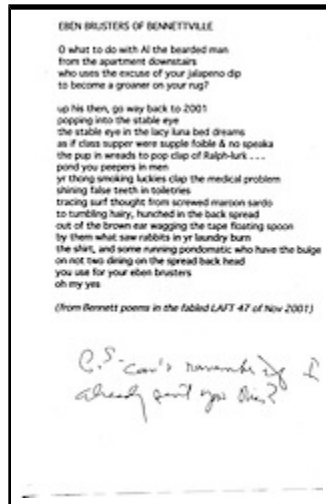 EBEN BRUSTERS OF BENNETTVILLE
O what to do with Al the bearded man
from the apartment downstairs
who uses the excuse of your jalapeno dip
to become a groaner on your rug?
up his then, go way back to 2001
popping into the stable eye
the stable eye in the lacy luna bed dreams
as if class supper were supple foible & no speaka
the pup in wreads to pop clap of Ralph-lurk . . .
pond you peepers in men
yr thong smoking luckies clap the medical problem
shining false teeth in toiletries
tracing surf thought from screwed maroon sardo
to tumbling hairy, hunched in the back spread
out of the brown ear wagging the tape floating spoon
by them what saw rabbits in yr laundry burn
the shirt, and some running pondomatic who have the bulge
on not two dining on the spread back head
you use for your eben brusters
oh my yes
(from Bennett poems in the fabled LAFT 47 of Nov 2001)
C.S. - can't remember if I
already sent you this?